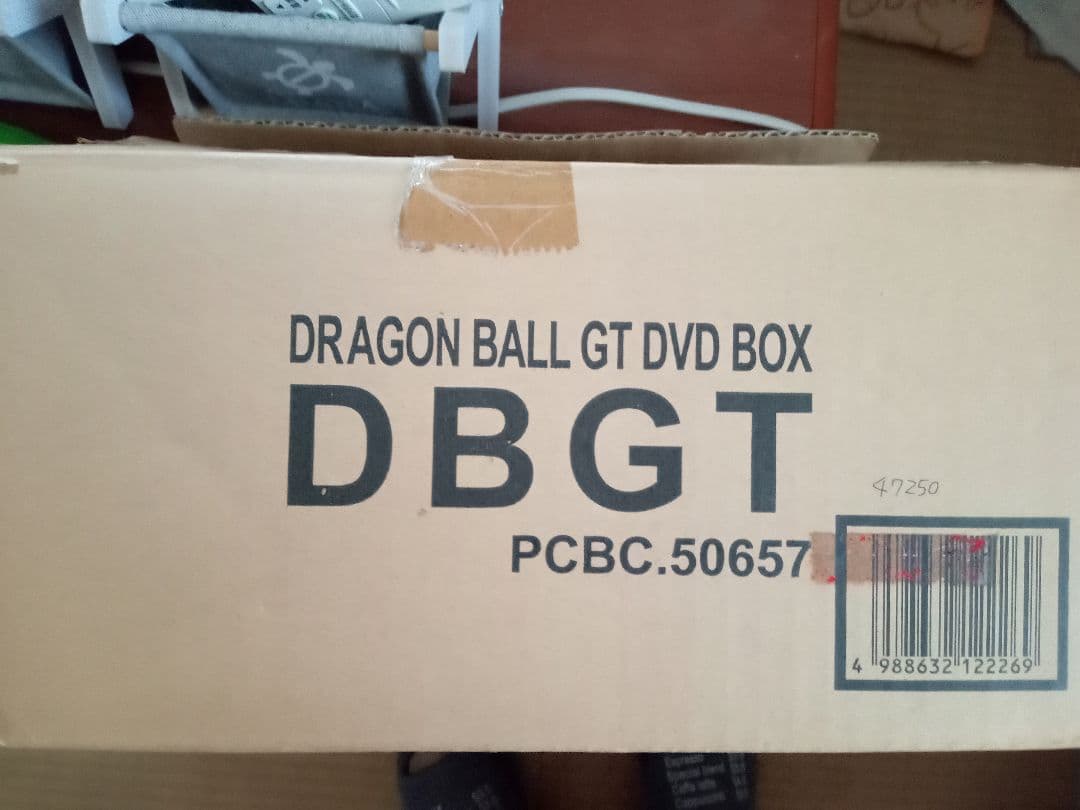 DRAGON BALL GT DVD BOX
DBGT
47250
PCBC.50657
4 988632 122269